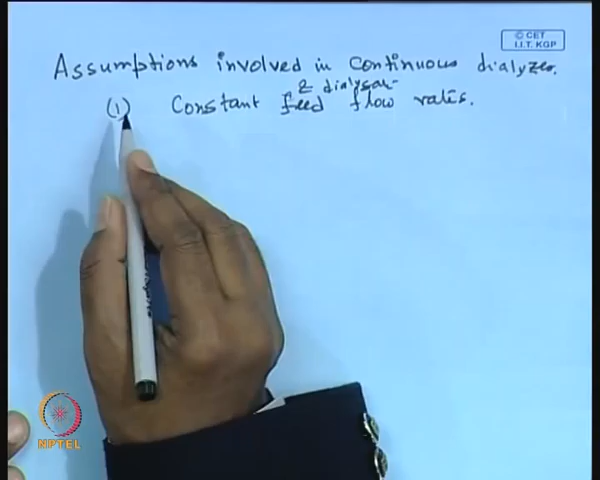 © CET
I.I.T. KGP
Assumptions involved in continuous dialyzer.
& dialysate
(1) Constant feed flow rates.
NPTEL